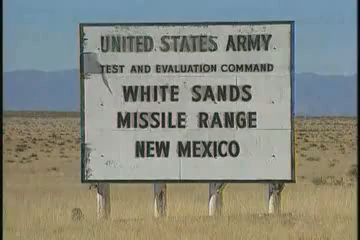 UNITED STATES ARMY
TEST AND EVALUATION COMMAND
WHITE SANDS
MISSILE RANGE
NEW MEXICO